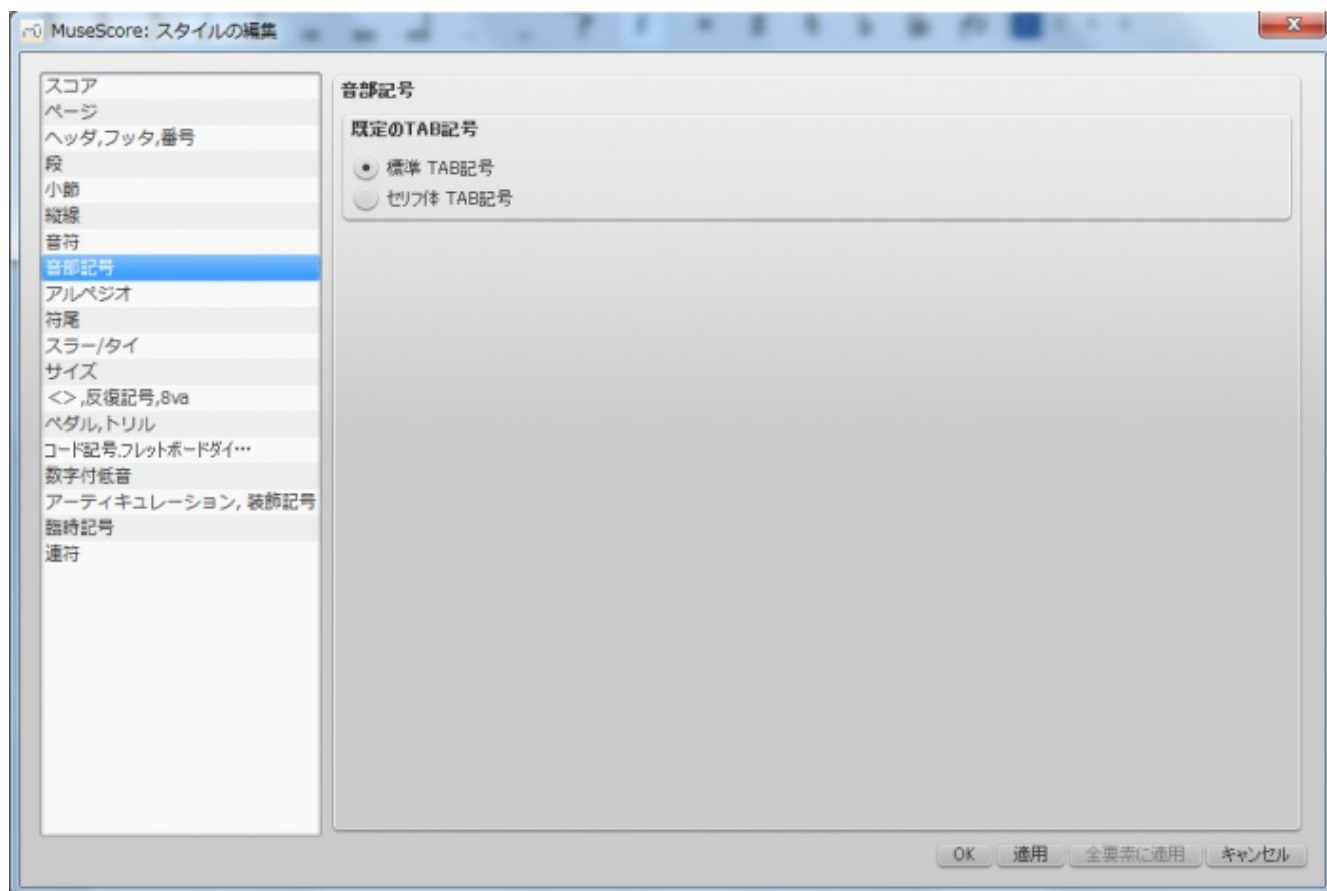 MuseScore: スタイルの編集
スコア
ページ
ヘッダ,フッタ,番号
段
小節
縦線
音符
音部記号
アルペジオ
符尾
スラー/タイ
サイズ
<> ,反復記号,8va
ペダル,トリル
コード記号,フレットボードダイ…
数字付低音
アーティキュレーション, 装飾記号
臨時記号
連符
音部記号
既定のTAB記号
標準 TAB記号
セリフ体 TAB記号
OK 適用 全要素に適用 キャンセル